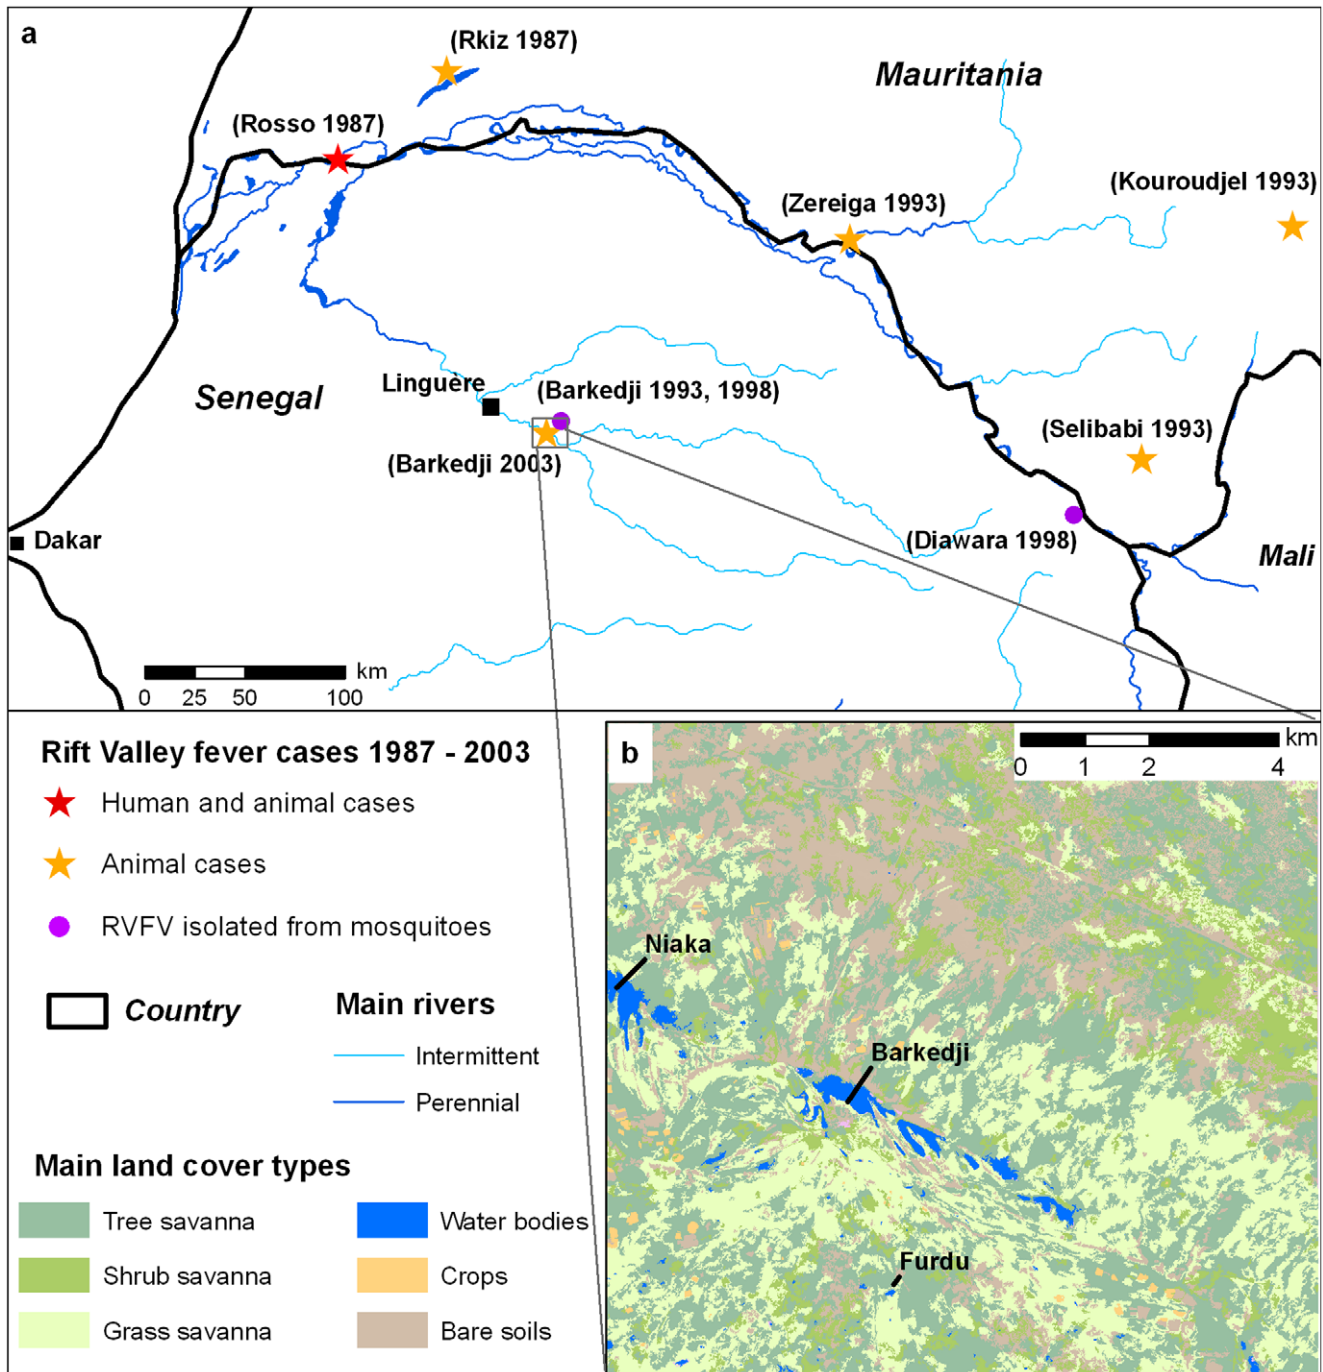 a
(Rkiz 1987)
Mauritania
(Rosso 1987)
(Kouroudjel 1993)
(Zereiga 1993)
Senegal
Linguère
(Barkedji 1993, 1998)
(Selibabi 1993)
(Barkedji 2003)
(Diawara 1998)
Dakar
Mali
km
0 25 50 100
Rift Valley fever cases 1987 - 2003
Human and animal cases
Animal cases
RVFV isolated from mosquitoes
Country
Main rivers
Intermittent
Perennial
Main land cover types
Tree savanna
Water bodies
Shrub savanna
Crops
Grass savanna
Bare soils
b
km
0 1 2 4
Niaka
Barkedji
Furdu